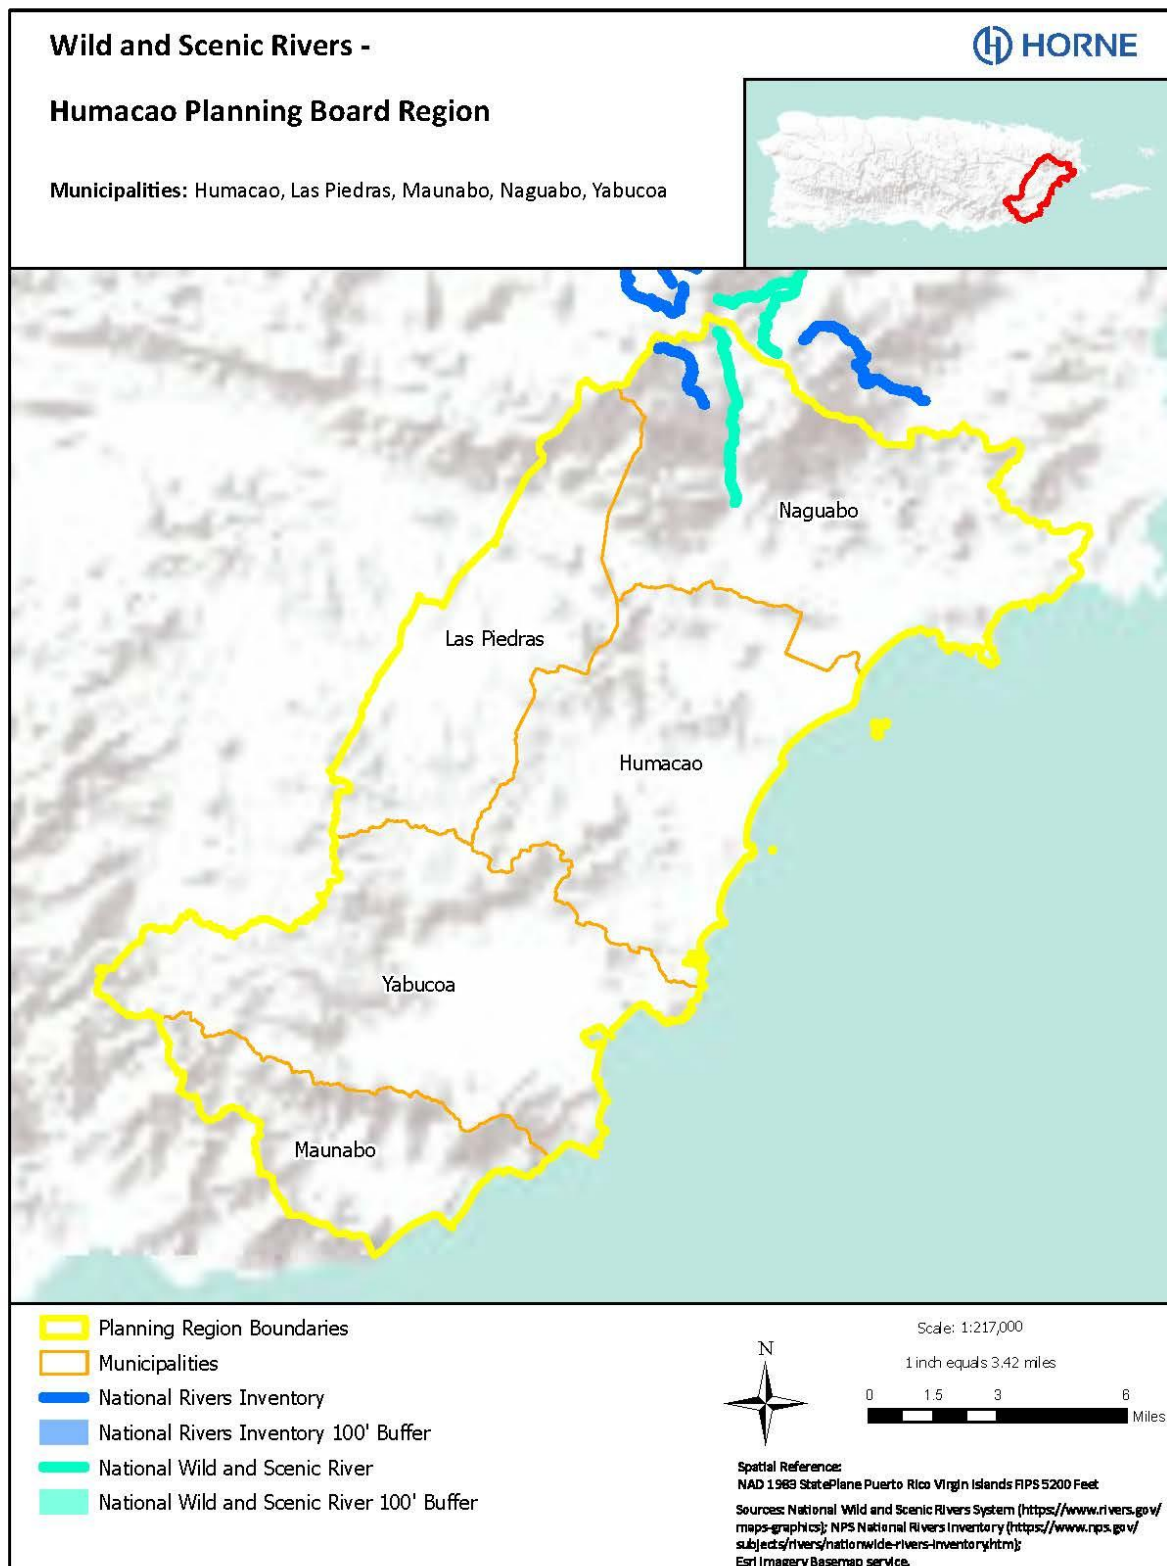 Wild and Scenic Rivers -
HORNE
Humacao Planning Board Region
Municipalities: Humacao, Las Piedras, Maunabo, Naguabo, Yabucoa
Naguabo
Las Piedras
Humacao
Yabucoa
Maunabo
Planning Region Boundaries
Municipalities
National Rivers Inventory
National Rivers Inventory 100' Buffer
National Wild and Scenic River
National Wild and Scenic River 100' Buffer
N
Scale: 1:217,000
1 inch equals 3.42 miles
0 1.5 3 6
Miles
Spatial Reference:
NAD 1983 StatePlane Puerto Rico Virgin Islands FIPS 5200 Feet
Sources: National Wild and Scenic Rivers System (https://www.rivers.gov/
maps-graphics); NPS National Rivers Inventory (https://www.nps.gov/
subjects/rivers/nationwide-rivers-inventory.htm);
Esri Imagery Basemap service.